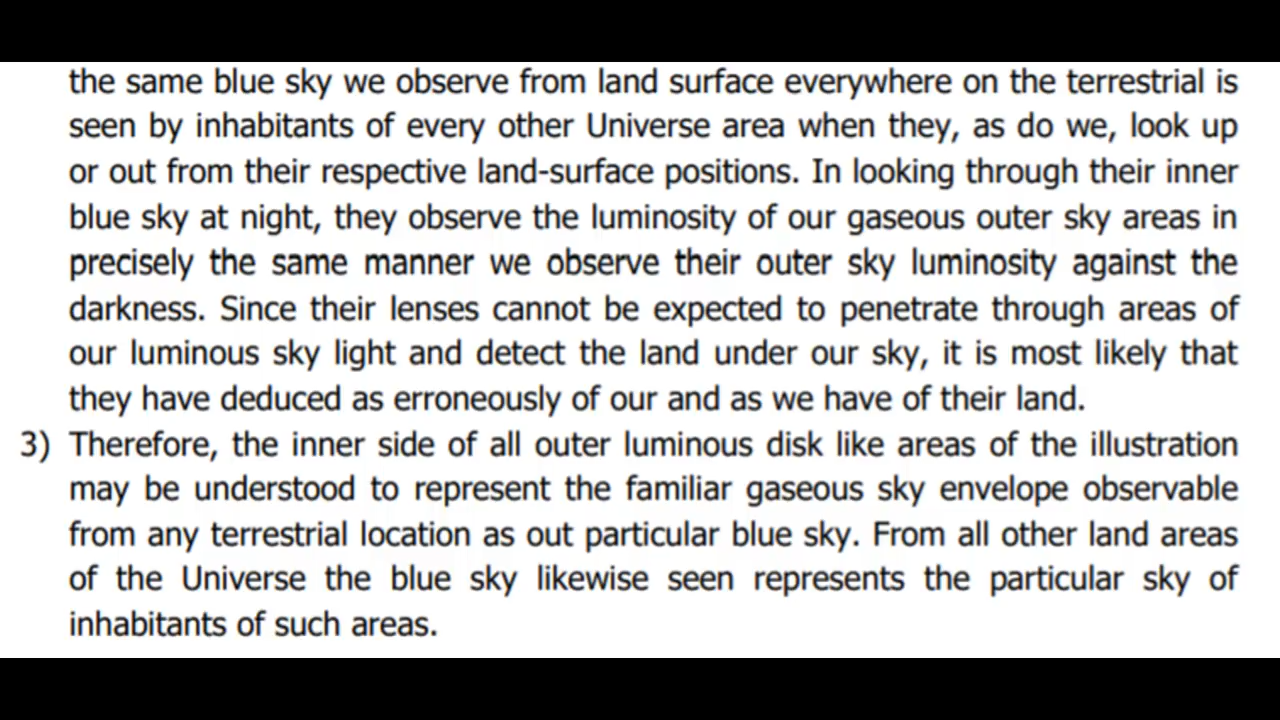 the same blue sky we observe from land surface everywhere on the terrestrial is
seen by inhabitants of every other Universe area when they, as do we, look up
or out from their respective land-surface positions. In looking through their inner
blue sky at night, they observe the luminosity of our gaseous outer sky areas in
precisely the same manner we observe their outer sky luminosity against the
darkness. Since their lenses cannot be expected to penetrate through areas of
our luminous sky light and detect the land under our sky, it is most likely that
they have deduced as erroneously of our and as we have of their land.
3) Therefore, the inner side of all outer luminous disk like areas of the illustration
may be understood to represent the familiar gaseous sky envelope observable
from any terrestrial location as out particular blue sky. From all other land areas
of the Universe the blue sky likewise seen represents the particular sky of
inhabitants of such areas.